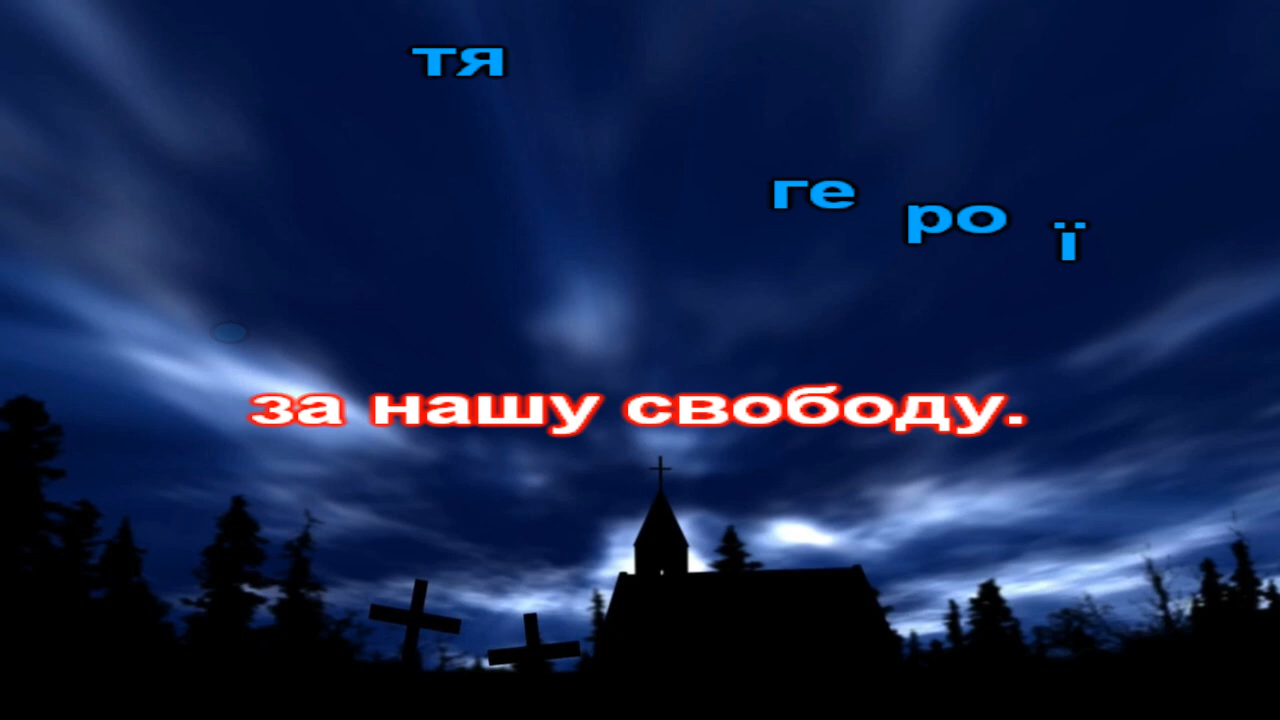 тя
ге ро ї
за нашу свободу.